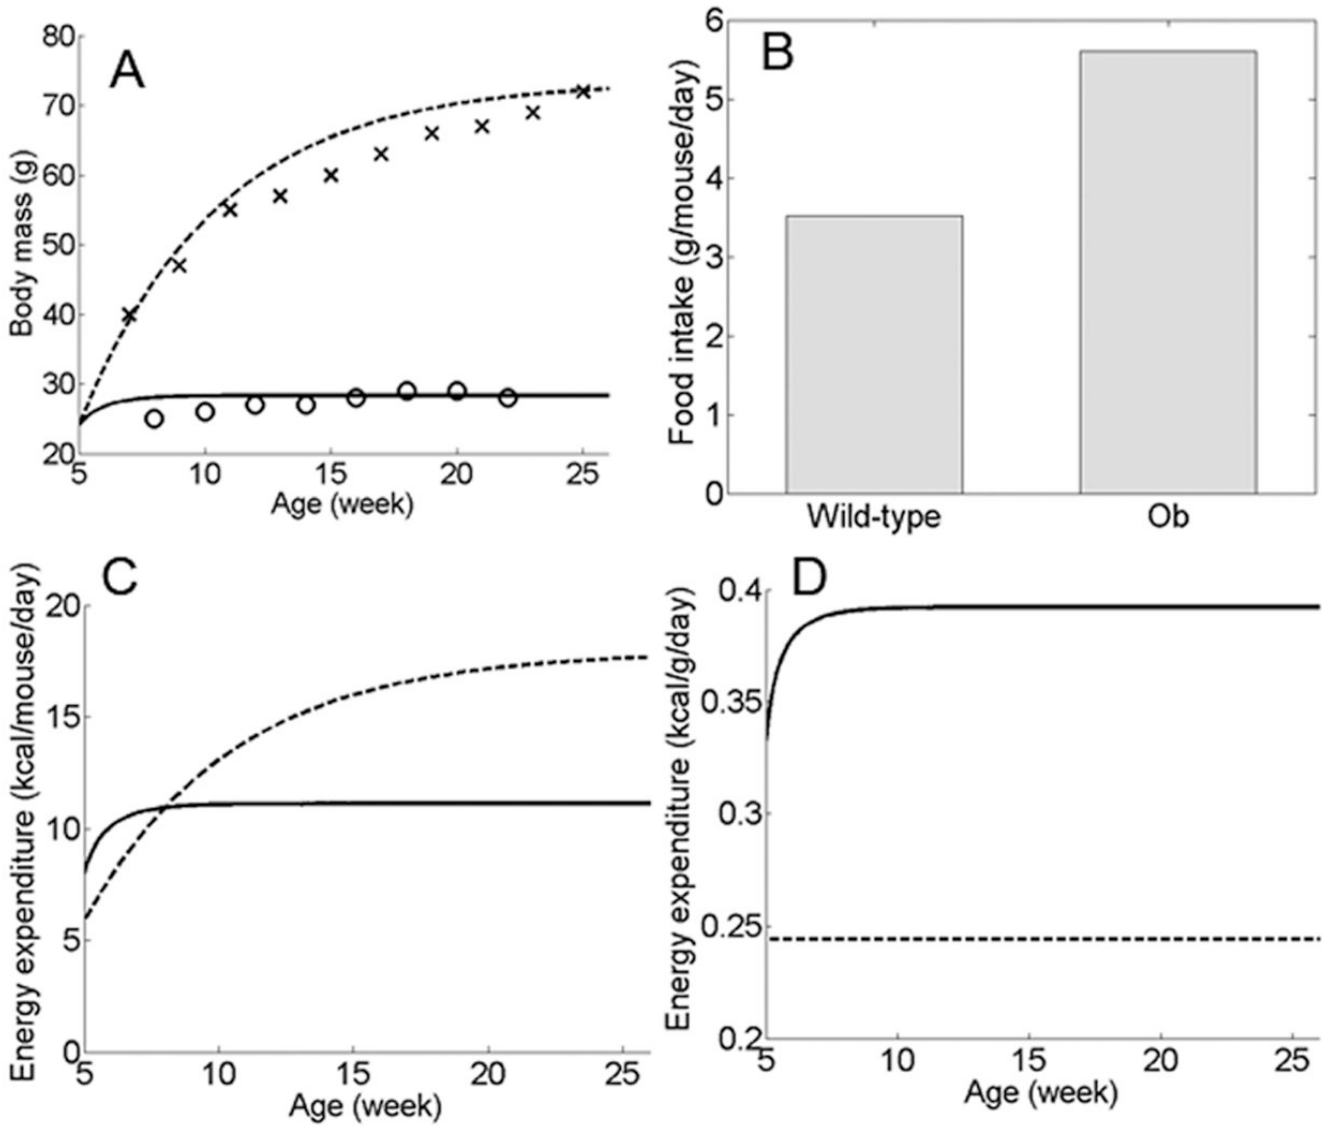 A
Body mass (g)
80
70
60
50
40
30
20
5 10 15 20 25
Age (week)
B
Food intake (g/mouse/day)
6
5
4
3
2
1
0
Wild-type Ob
C
Energy expenditure (kcal/mouse/day)
20
15
10
5
0
5 10 15 20 25
Age (week)
D
Energy expenditure (kcal/g/day)
0.4
0.35
0.3
0.25
0.2
5 10 15 20 25
Age (week)